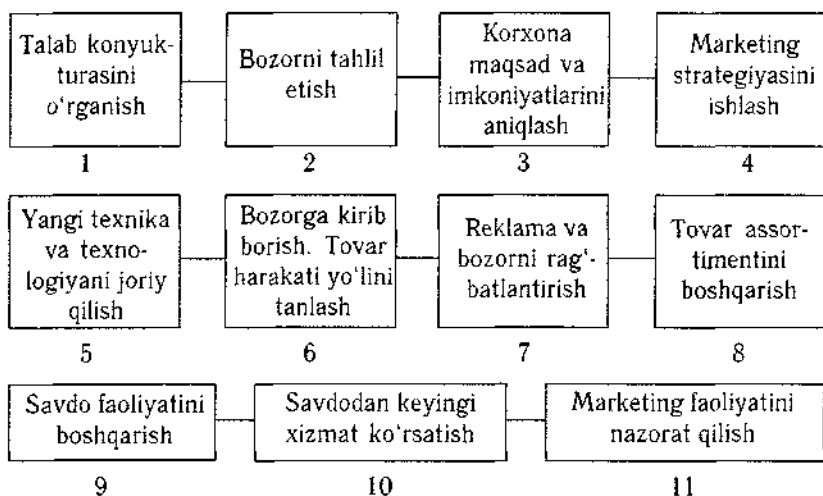 Talab konyuk-
turasini
o‘rganish
Bozorni tahlil
etish
Korxona
maqsad va
imkoniyatlarini
aniqlash
Marketing
strategiyasini
ishlash
1
2
3
4
Yangi texnika
va texno-
logiyani joriy
qilish
Bozorga kirib
borish. Tovar
harakati yo‘lini
tanlash
Reklama va
bozorni rag‘-
batlantirish
Tovar assor-
timentini
boshqarish
5
6
7
8
Savdo faoliyatini
boshqarish
Savdodan keyingi
xizmat ko‘rsatish
Marketing faoliyatini
nazorat qilish
9
10
11